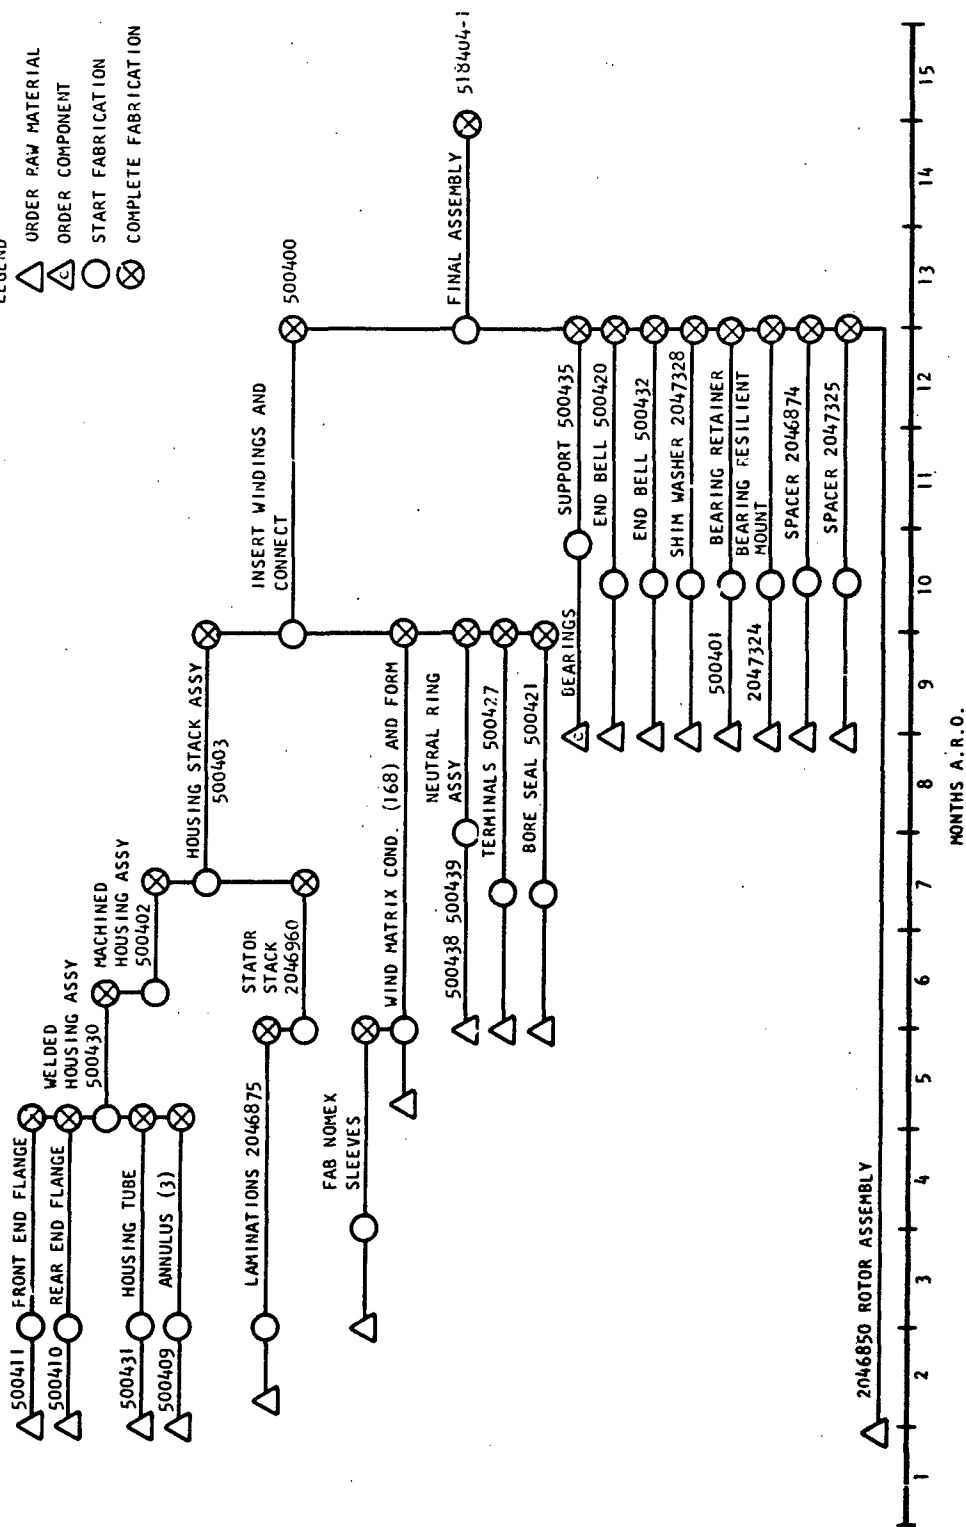 LEGEND
ORDER RAW MATERIAL
C ORDER COMPONENT
START FABRICATION
COMPLETE FABRICATION
500411 FRONT END FLANGE
500410 REAR END FLANGE
WELDED
HOUSING ASSY
500430
500431 HOUSING TUBE
500409 ANNULUS (3)
MACHINED
HOUSING ASSY
500402
HOUSING STACK ASSY
500403
LAMINATIONS 2046875
STATOR
STACK
2046960
INSERT WINDINGS AND
CONNECT
500400
FAB NOMEX
SLEEVES
WIND MATRIX COND. (168) AND FORM
500438 500439
NEUTRAL RING
ASSY
TERMINALS 500427
BORE SEAL 500421
FINAL ASSEMBLY
518404-1
C
BEARINGS
SUPPORT 500435
END BELL 500420
END BELL 500432
SHIM WASHER 2047328
500401
BEARING RETAINER
2047324
BEARING RESILIENT
MOUNT
SPACER 2046874
SPACER 2047325
2046850 ROTOR ASSEMBLY
1 2 3 4 5 6 7 8 9 10 11 12 13 14 15
MONTHS A.R.O.